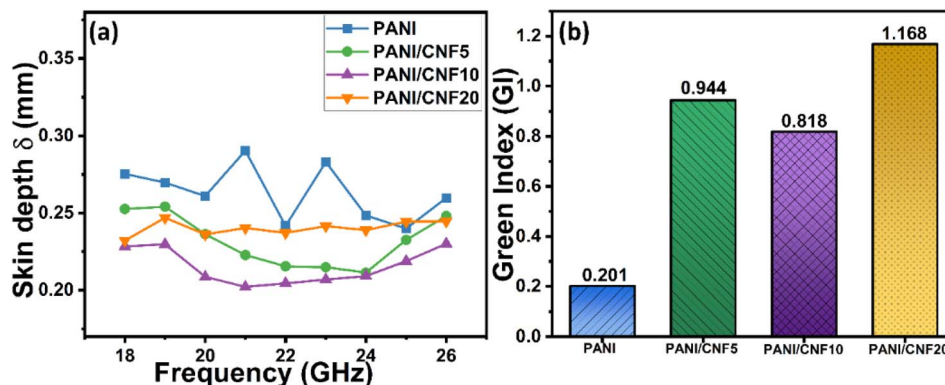 (a)
PANI
PANI/CNF5
PANI/CNF10
PANI/CNF20
Skin depth δ (mm)
0.35
0.30
0.25
0.20
18 20 22 24 26
Frequency (GHz)
(b)
Green Index (GI)
1.2
1.0
0.8
0.6
0.4
0.2
0.0
0.201
0.944
0.818
1.168
PANI PANI/CNF5 PANI/CNF10 PANI/CNF20